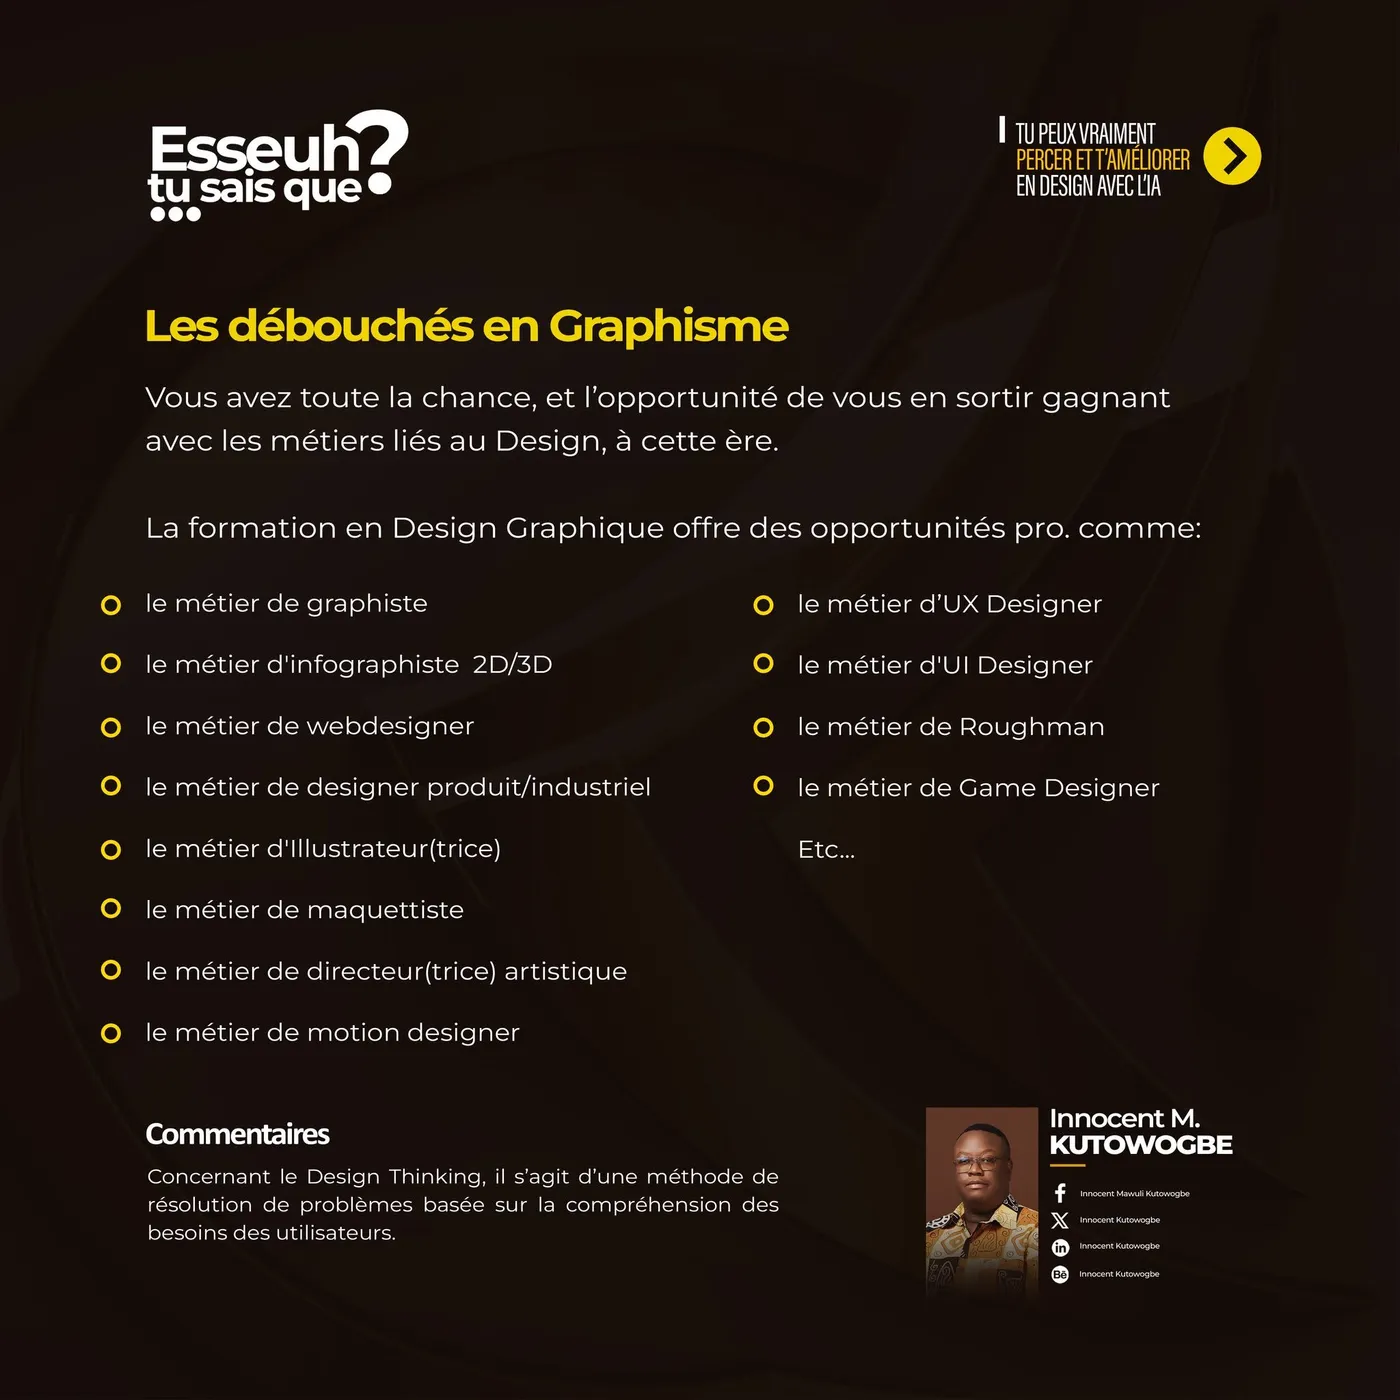 Esseuh?
tu sais que
...
TU PEUX VRAIMENT
PERCER ET T'AMÉLIORER
EN DESIGN AVEC L'IA
Les débouchés en Graphisme
Vous avez toute la chance, et l’opportunité de vous en sortir gagnant
avec les métiers liés au Design, à cette ère.
La formation en Design Graphique offre des opportunités pro. comme:
le métier de graphiste
le métier d'infographiste 2D/3D
le métier de webdesigner
le métier de designer produit/industriel
le métier d'Illustrateur(trice)
le métier de maquettiste
le métier de directeur(trice) artistique
le métier de motion designer
le métier d’UX Designer
le métier d'UI Designer
le métier de Roughman
le métier de Game Designer
Etc...
Commentaires
Concernant le Design Thinking, il s’agit d’une méthode de
résolution de problèmes basée sur la compréhension des
besoins des utilisateurs.
Innocent M.
KUTOWOGBE
Innocent Mawuli Kutowogbe
Innocent Kutowogbe
in Innocent Kutowogbe
Bē Innocent Kutowogbe